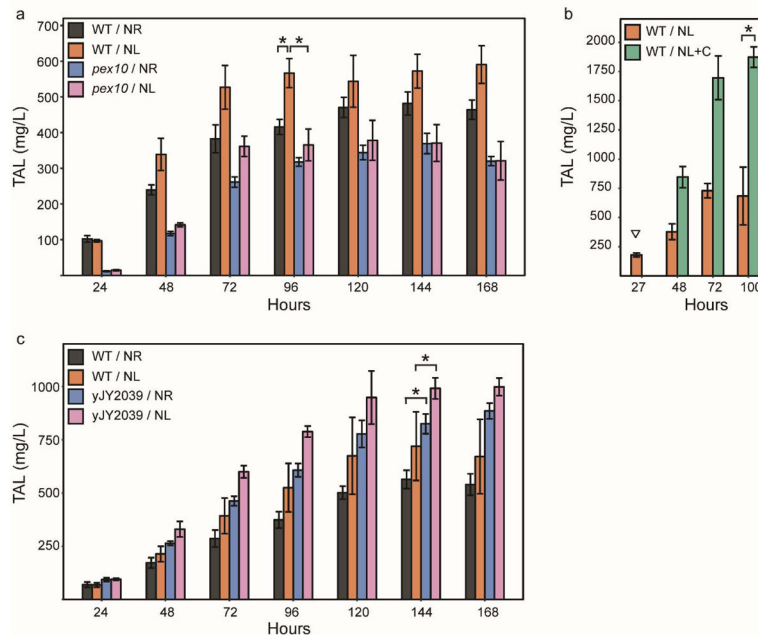 a
WT / NR
WT / NL
pex10 / NR
pex10 / NL
* *
TAL (mg/L)
700
600
500
400
300
200
100
24 48 72 96 120 144 168
Hours
b
WT / NL
WT / NL+C
*
TAL (mg/L)
2000
1750
1500
1250
1000
750
500
250
27 48 72 100
Hours
c
WT / NR
WT / NL
yJY2039 / NR
yJY2039 / NL
*
*
TAL (mg/L)
1000
750
500
250
24 48 72 96 120 144 168
Hours